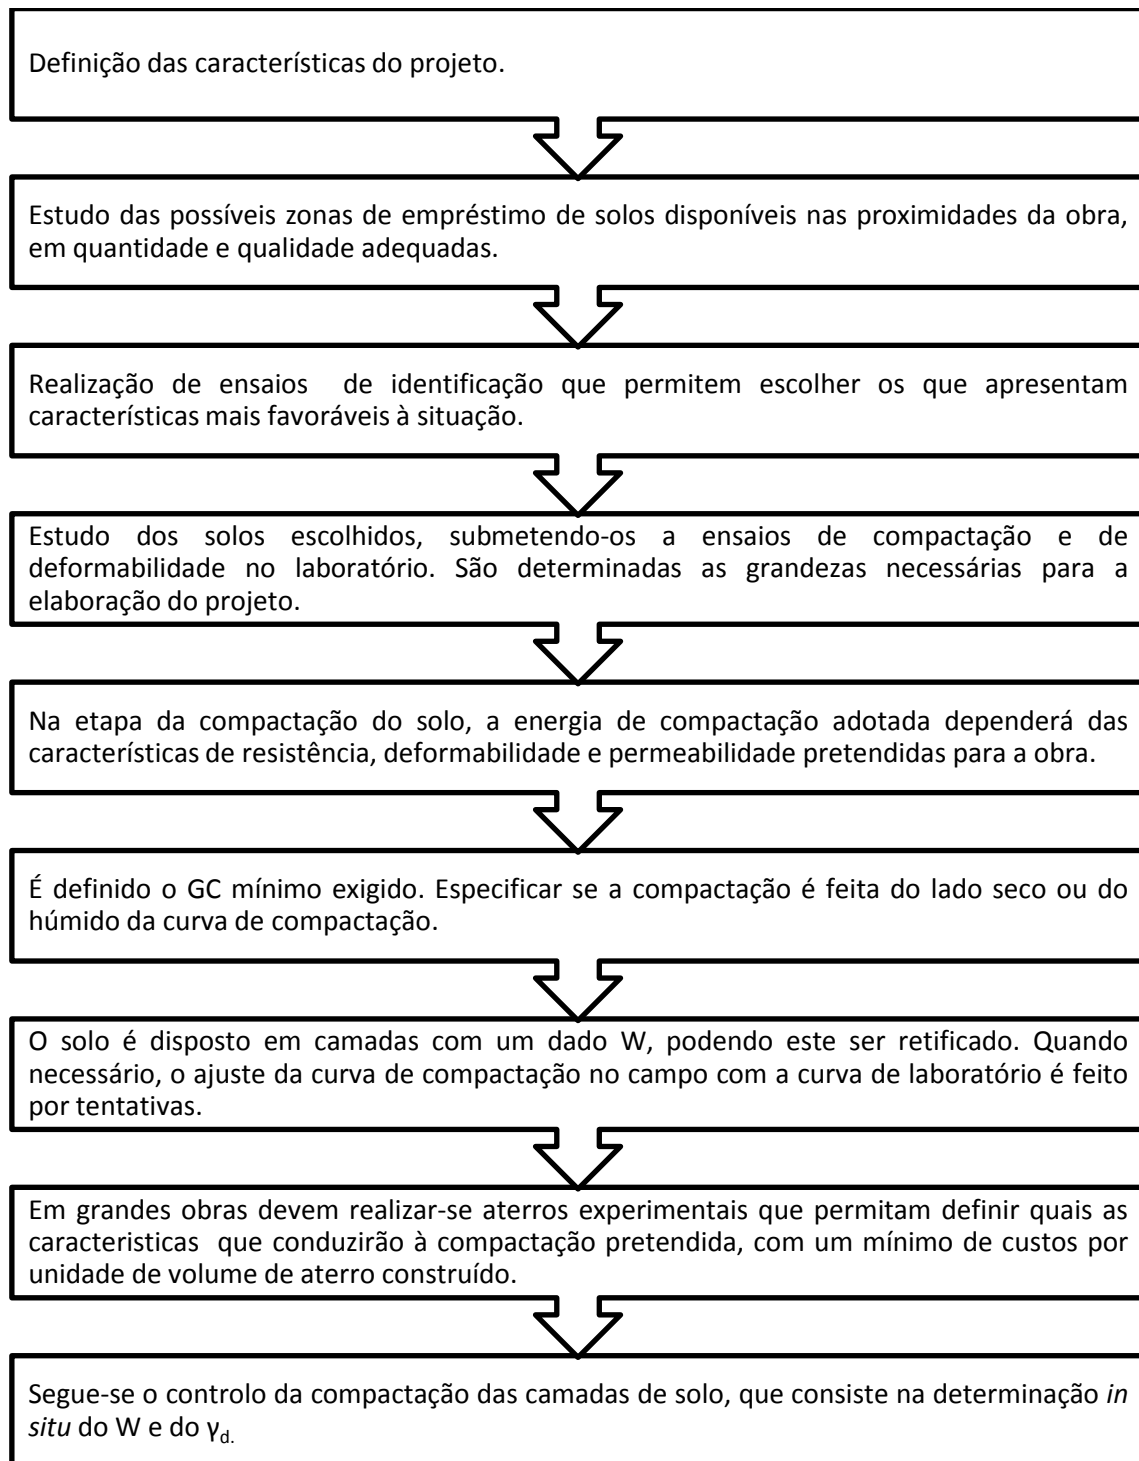 Definição das características do projeto.
Estudo das possíveis zonas de empréstimo de solos disponíveis nas proximidades da obra,
em quantidade e qualidade adequadas.
Realização de ensaios de identificação que permitem escolher os que apresentam
características mais favoráveis à situação.
Estudo dos solos escolhidos, submetendo-os a ensaios de compactação e de
deformabilidade no laboratório. São determinadas as grandezas necessárias para a
elaboração do projeto.
Na etapa da compactação do solo, a energia de compactação adotada dependerá das
características de resistência, deformabilidade e permeabilidade pretendidas para a obra.
É definido o GC mínimo exigido. Especificar se a compactação é feita do lado seco ou do
húmido da curva de compactação.
O solo é disposto em camadas com um dado W, podendo este ser retificado. Quando
necessário, o ajuste da curva de compactação no campo com a curva de laboratório é feito
por tentativas.
Em grandes obras devem realizar-se aterros experimentais que permitam definir quais as
caracteristicas que conduzirão à compactação pretendida, com um mínimo de custos por
unidade de volume de aterro construído.
Segue-se o controlo da compactação das camadas de solo, que consiste na determinação in
situ do W e do γd.